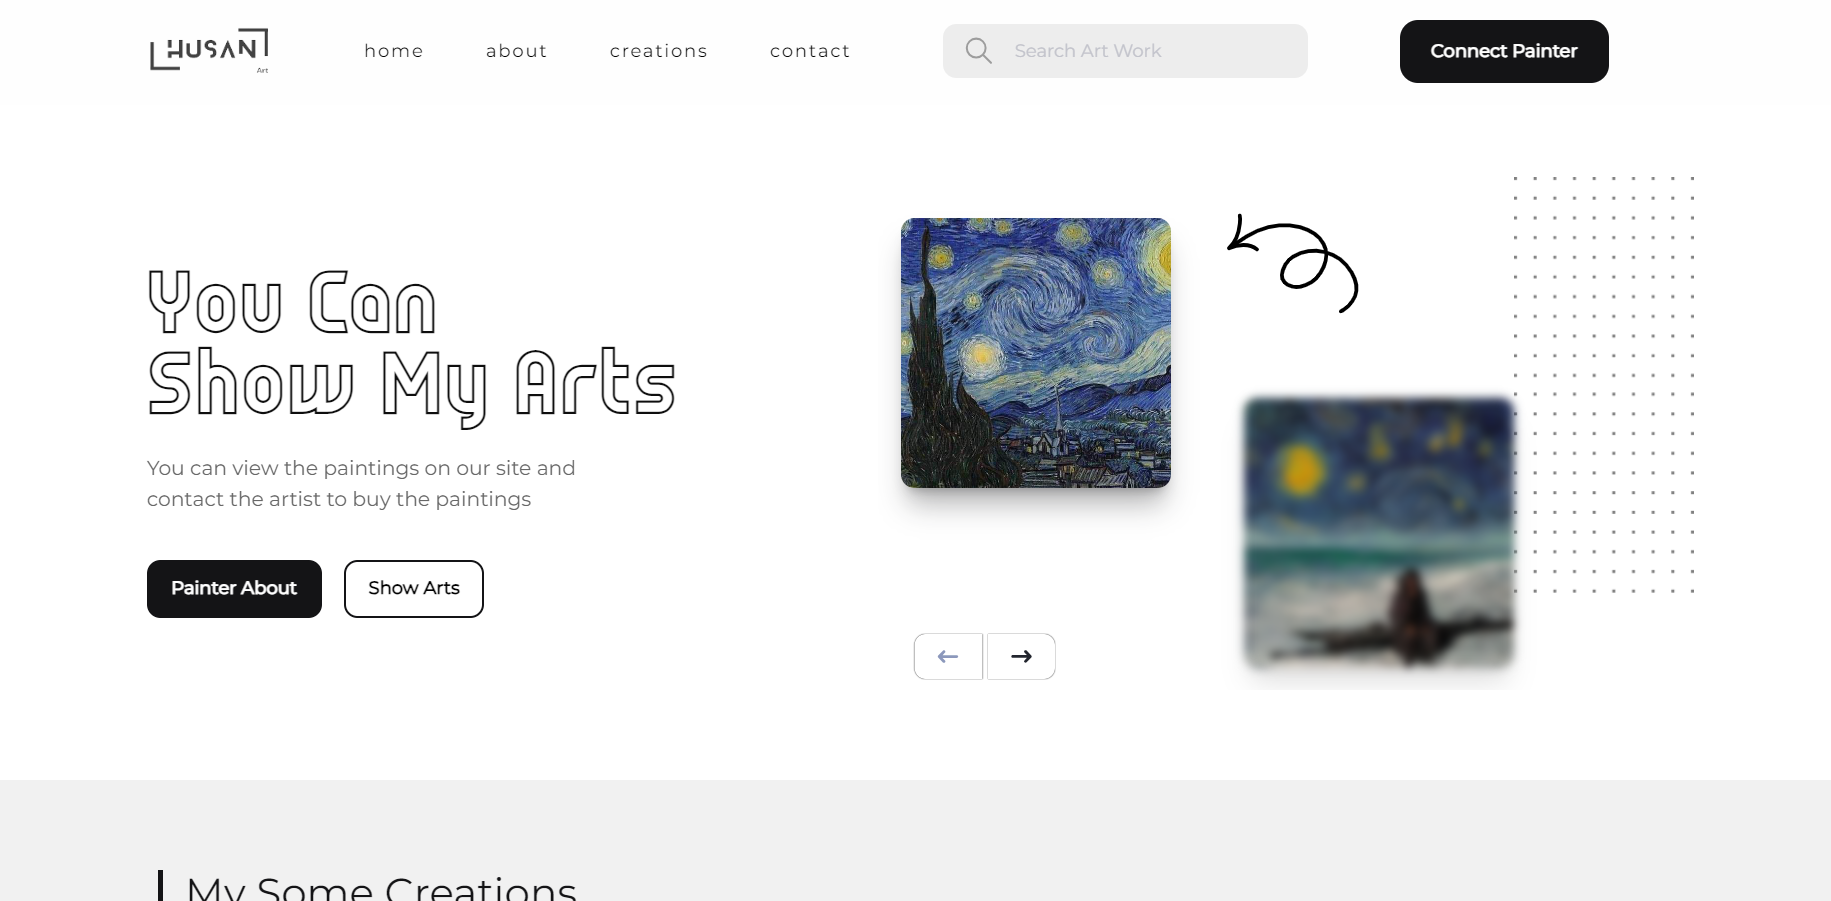 HUSAN
Art
home
about
creations
contact
Search Art Work
Connect Painter
You Can
Show My Arts
You can view the paintings on our site and
contact the artist to buy the paintings
Painter About
Show Arts
My Some Creations